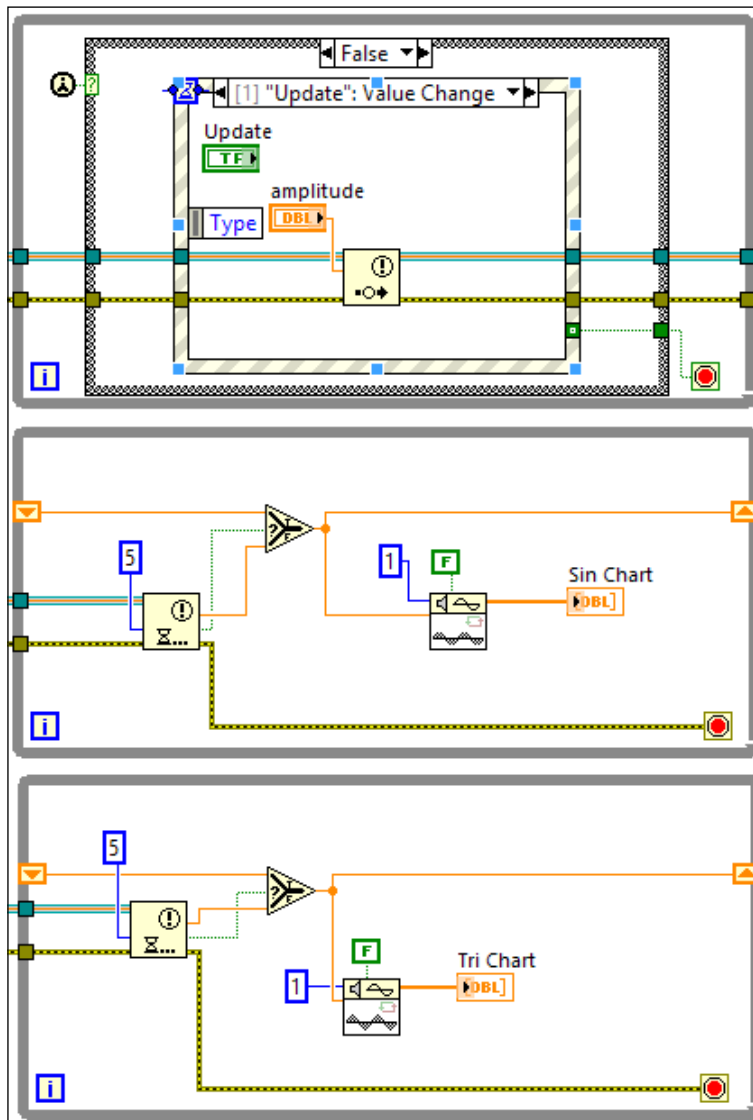 False
?
[1] "Update": Value Change
Update
TF
amplitude
DBL
Type
i
5
?
T
F
1
F
Sin Chart
DBL
i
5
?
T
F
1
F
Tri Chart
DBL
i